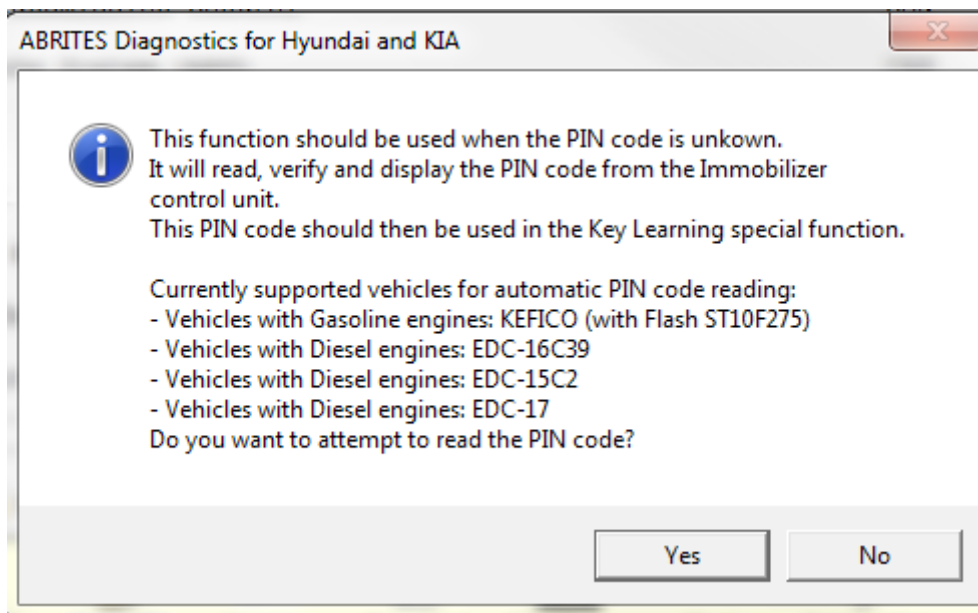 ABRITES Diagnostics for Hyundai and KIA
This function should be used when the PIN code is unkown.
It will read, verify and display the PIN code from the Immobilizer
control unit.
This PIN code should then be used in the Key Learning special function.
Currently supported vehicles for automatic PIN code reading:
- Vehicles with Gasoline engines: KEFICO (with Flash ST10F275)
- Vehicles with Diesel engines: EDC-16C39
- Vehicles with Diesel engines: EDC-15C2
- Vehicles with Diesel engines: EDC-17
Do you want to attempt to read the PIN code?
Yes No